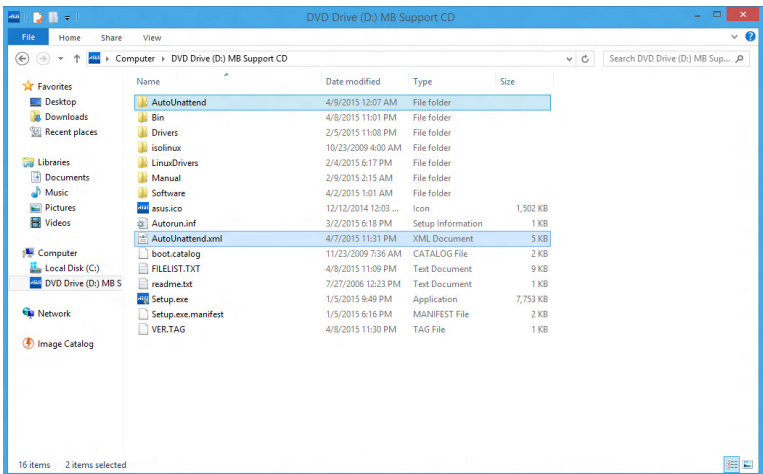 DVD Drive (D:) MB Support CD
File Home Share View
Computer DVD Drive (D:) MB Support CD Search DVD Drive (D:) MB Sup...
Name Date modified Type Size
Favorites
Desktop
Downloads
Recent places
Libraries
Documents
Music
Pictures
Videos
Computer
Local Disk (C:)
DVD Drive (D:) MB S
Network
Image Catalog
AutoUnattend 4/9/2015 12:07 AM File folder
Bin 4/8/2015 11:01 PM File folder
Drivers 2/5/2015 11:08 PM File folder
isolinux 10/23/2009 4:00 AM File folder
LinuxDrivers 2/4/2015 6:17 PM File folder
Manual 2/9/2015 2:15 AM File folder
Software 4/2/2015 1:01 AM File folder
asus.ico 12/12/2014 12:03 ... Icon 1,502 KB
Autorun.inf 3/2/2015 6:18 PM Setup Information 1 KB
AutoUnattend.xml 4/7/2015 11:31 PM XML Document 5 KB
boot.catalog 11/23/2009 7:36 AM CATALOG File 2 KB
FILELIST.TXT 4/8/2015 11:09 PM Text Document 9 KB
readme.txt 7/27/2006 12:23 PM Text Document 1 KB
Setup.exe 1/5/2015 9:49 PM Application 7,753 KB
Setup.exe.manifest 1/5/2015 6:16 PM MANIFEST File 2 KB
VER.TAG 4/8/2015 11:30 PM TAG File 1 KB
16 items 2 items selected